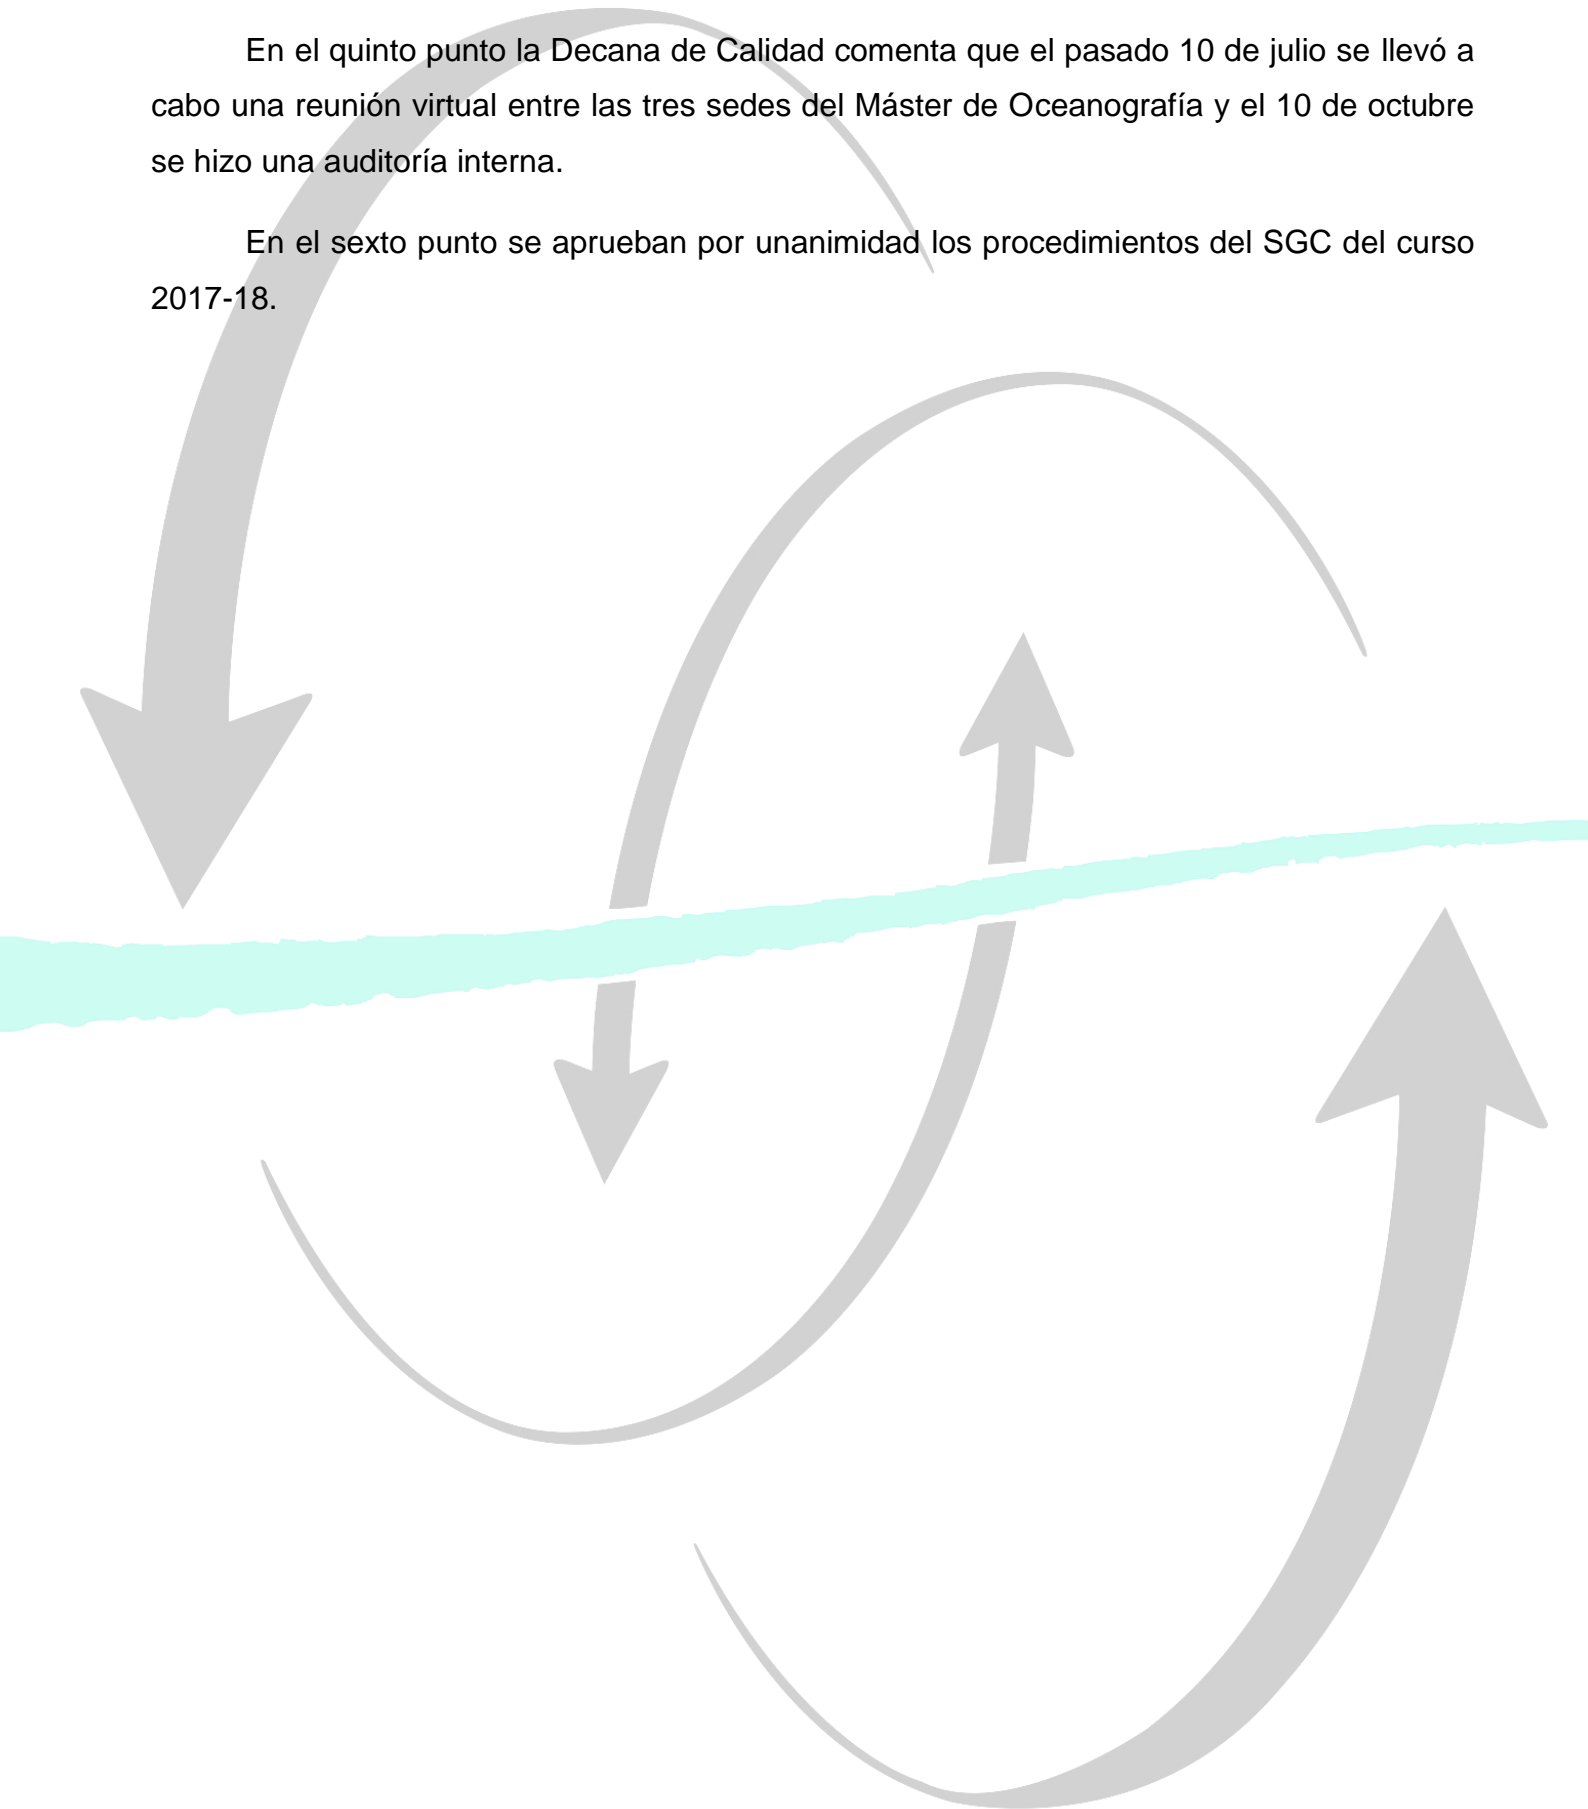 En el quinto punto la Decana de Calidad comenta que el pasado 10 de julio se llevó a
cabo una reunión virtual entre las tres sedes del Máster de Oceanografía y el 10 de octubre
se hizo una auditoría interna.
En el sexto punto se aprueban por unanimidad los procedimientos del SGC del curso
2017-18.